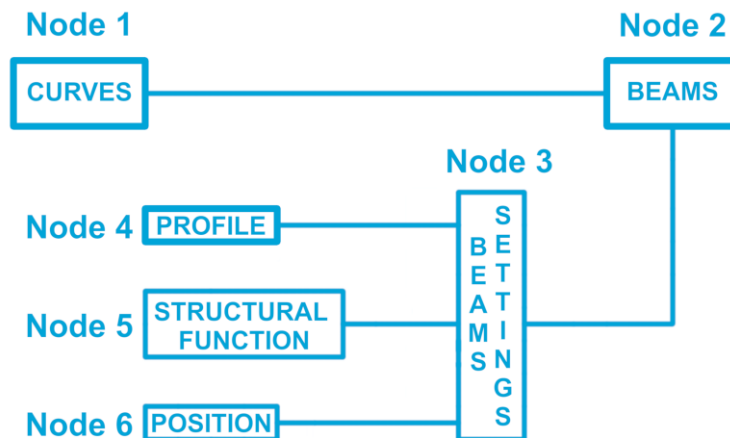 Node 1
Node 2
CURVES
BEAMS
Node 3
Node 4
PROFILE
BEAMS
SETTINGS
Node 5
STRUCTURAL
FUNCTION
Node 6
POSITION